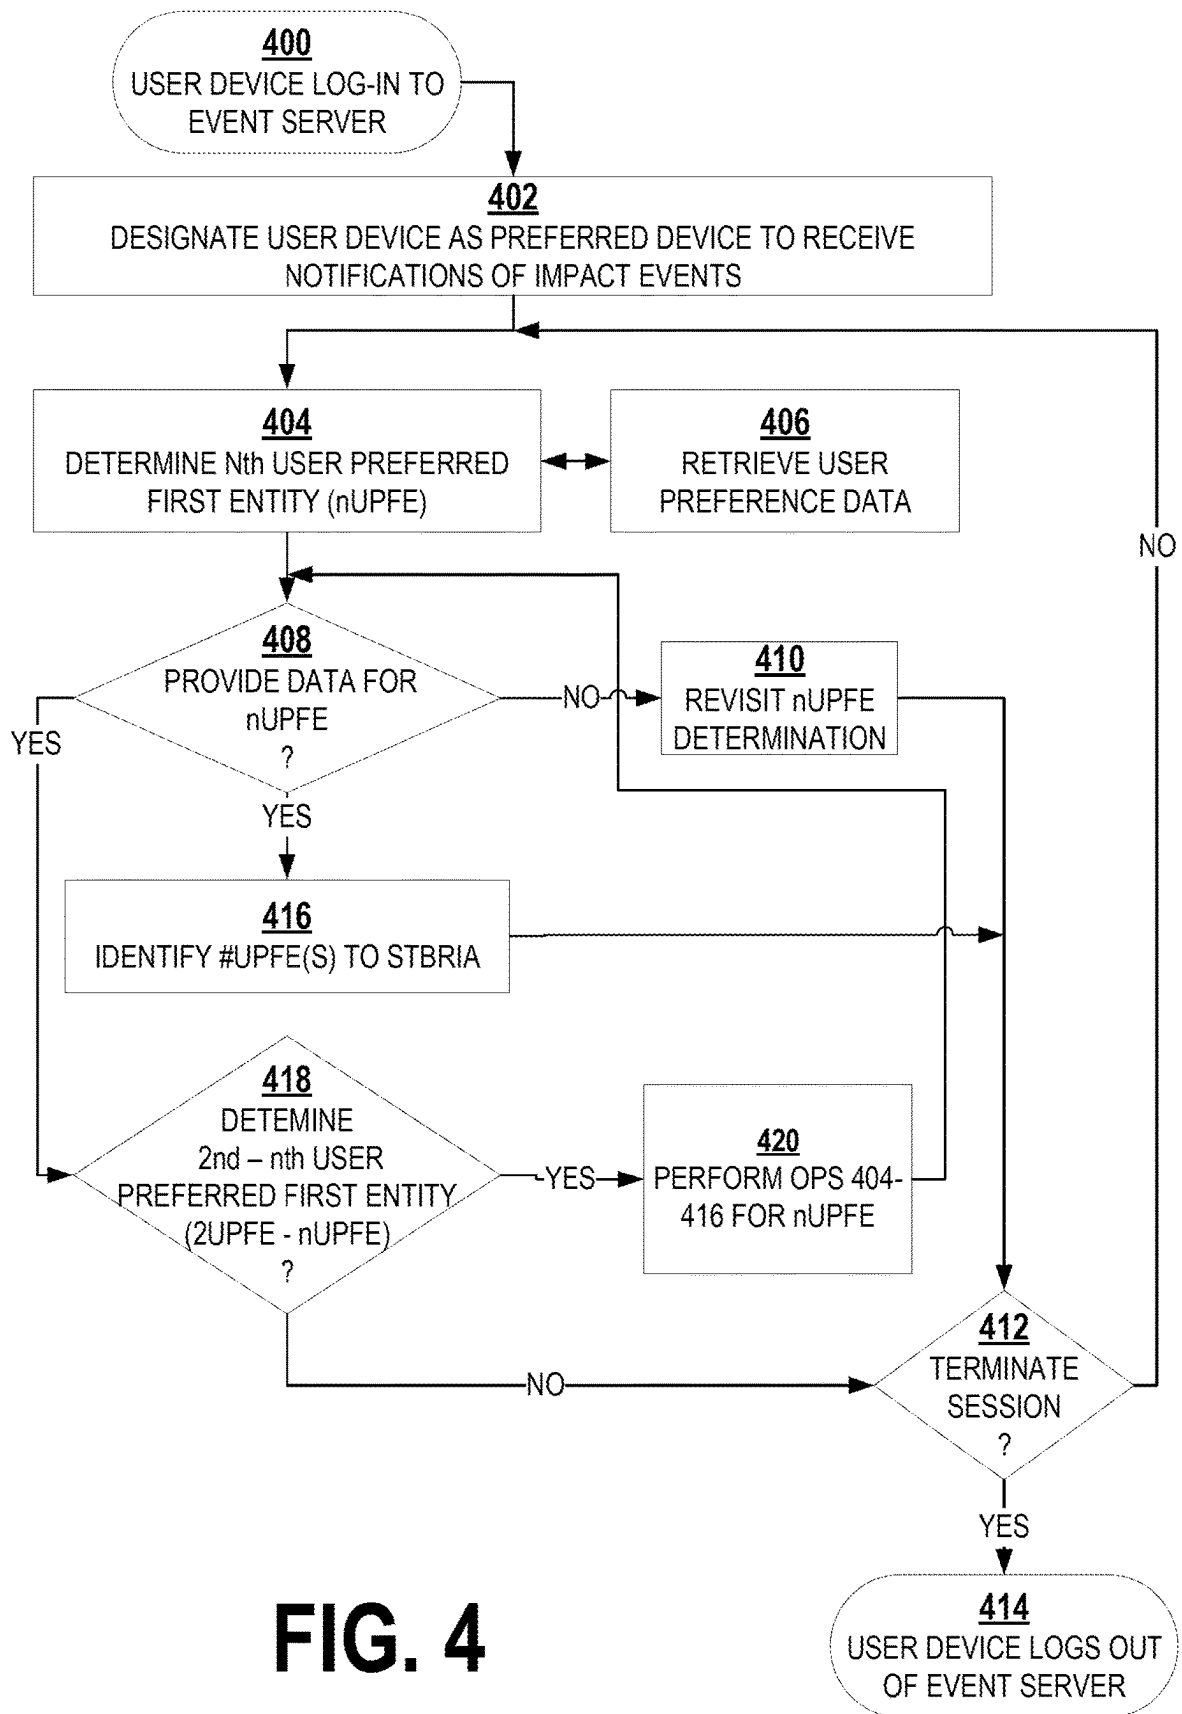 400
USER DEVICE LOG-IN TO
EVENT SERVER
402
DESIGNATE USER DEVICE AS PREFERRED DEVICE TO RECEIVE
NOTIFICATIONS OF IMPACT EVENTS
404
DETERMINE Nth USER PREFERRED
FIRST ENTITY (nUPFE)
406
RETRIEVE USER
PREFERENCE DATA
NO
408
PROVIDE DATA FOR
nUPFE
?
NO
410
REVISIT nUPFE
DETERMINATION
YES
YES
416
IDENTIFY #UPFE(S) TO STBRIA
418
DETEMINE
2nd – nth USER
PREFERRED FIRST ENTITY
(2UPFE - nUPFE)
?
YES
420
PERFORM OPS 404-
416 FOR nUPFE
NO
412
TERMINATE
SESSION
?
YES
414
USER DEVICE LOGS OUT
OF EVENT SERVER
FIG. 4